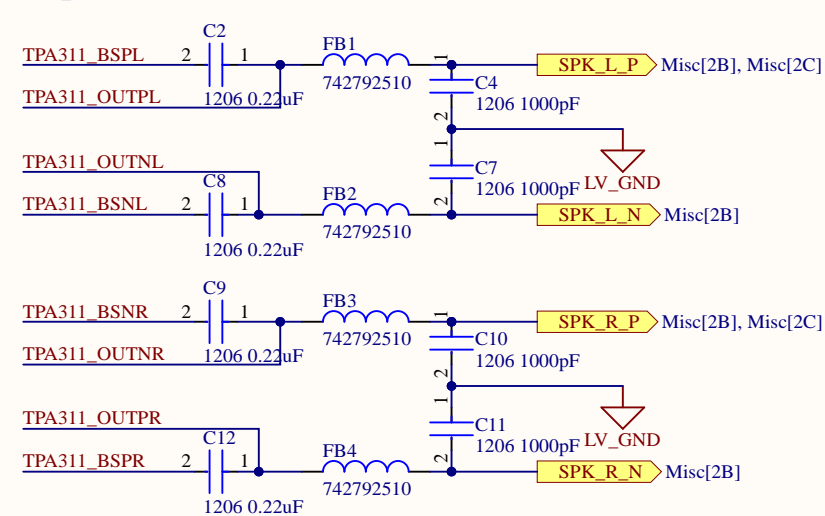 C2
TPA311_BSPL 2 1 FB1 1 SPK_L_P Misc[2B], Misc[2C]
C4
TPA311_OUTPL 1206 0.22uF 742792510 1206 1000pF
2
1
TPA311_OUTNL C8 C7 LV_GND
1206 1000pF
TPA311_BSNL 2 1 FB2 2 SPK_L_N Misc[2B]
742792510
1206 0.22uF
C9
TPA311_BSNR 2 1 FB3 1 SPK_R_P Misc[2B], Misc[2C]
C10
TPA311_OUTNR 1206 0.22uF 742792510 1206 1000pF
2
1
TPA311_OUTPR C12 C11 LV_GND
1206 1000pF
TPA311_BSPR 2 1 FB4 2 SPK_R_N Misc[2B]
742792510
1206 0.22uF